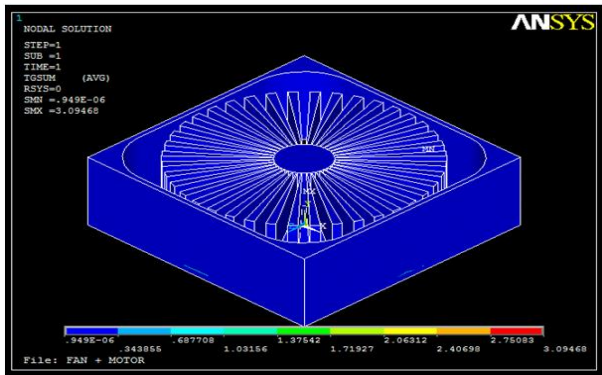 1
ANSYS
NODAL SOLUTION
STEP=1
SUB =1
TIME=1
TGSUM (AVG)
RSYS=0
SMN =.949E-06
SMX =3.09468
MN
MX
X
.949E-06 .687708 1.37542 2.06312 2.75083
.343855 1.03156 1.71927 2.40698 3.09468
File: FAN + MOTOR